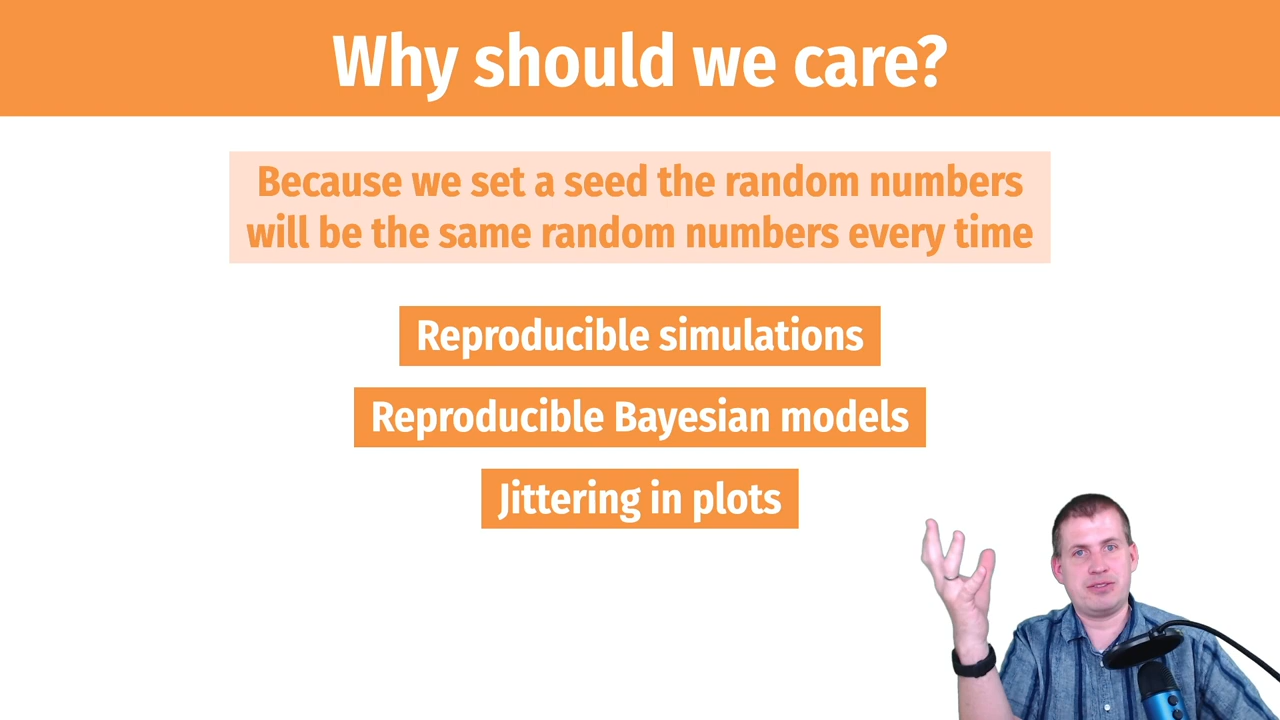 Why should we care?
Because we set a seed the random numbers
will be the same random numbers every time
Reproducible simulations
Reproducible Bayesian models
Jittering in plots